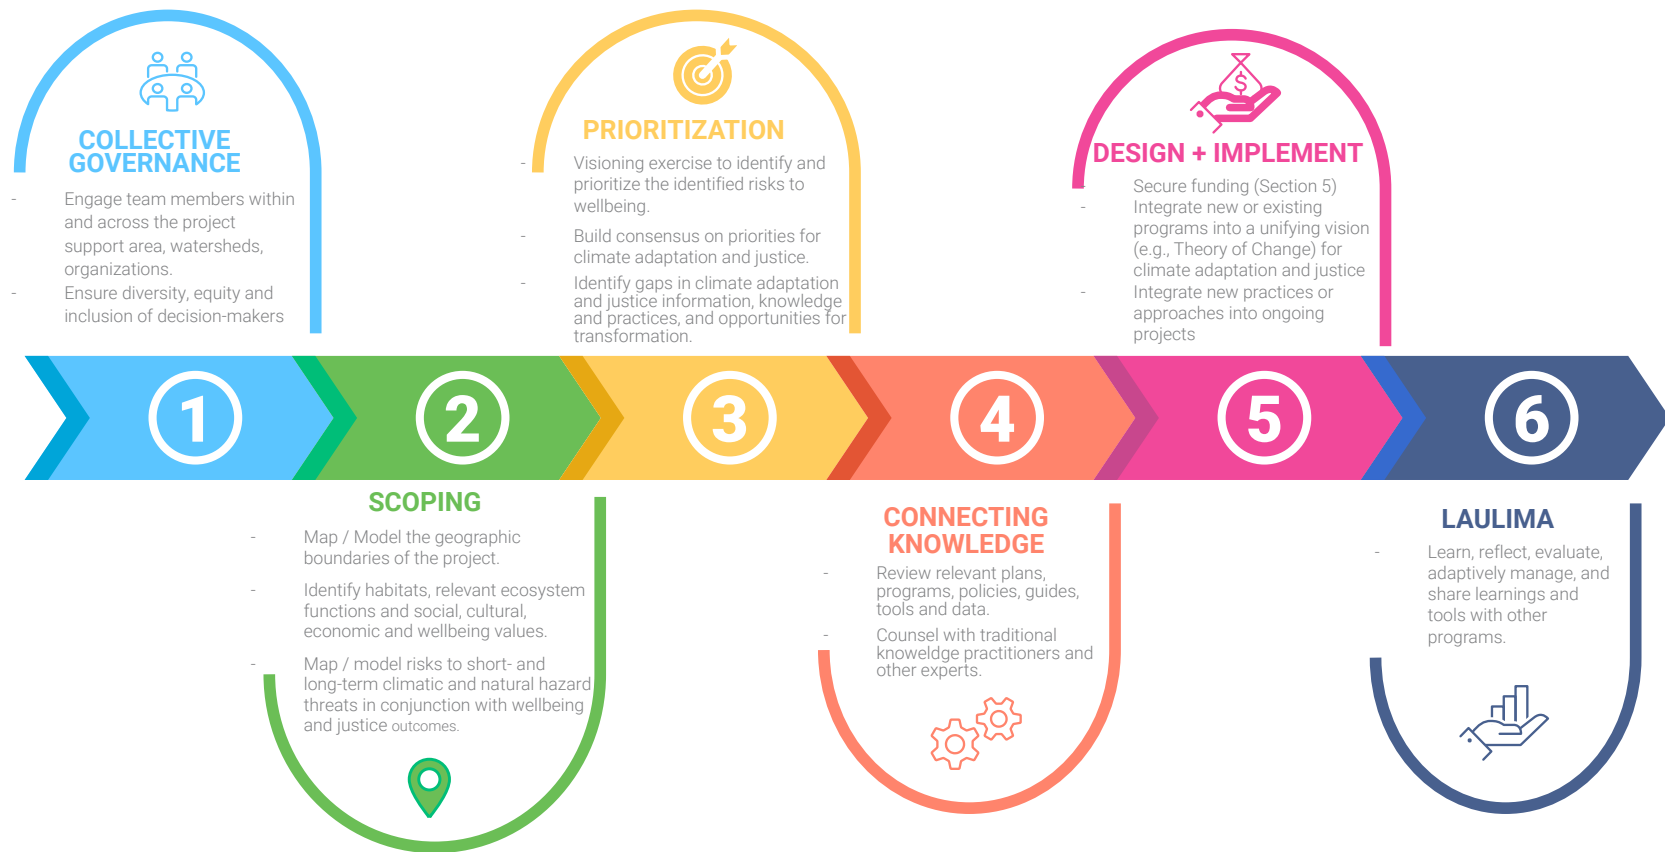 COLLECTIVE
GOVERNANCE
- Engage team members within
and across the project
support area, watersheds,
organizations.
- Ensure diversity, equity and
inclusion of decision-makers
PRIORITIZATION
- Visioning exercise to identify and
prioritize the identified risks to
wellbeing.
- Build consensus on priorities for
climate adaptation and justice.
- Identify gaps in climate adaptation
and justice information, knowledge
and practices, and opportunities for
transformation.
DESIGN + IMPLEMENT
- Secure funding (Section 5)
- Integrate new or existing
programs into a unifying vision
(e.g., Theory of Change) for
climate adaptation and justice
- Integrate new practices or
approaches into ongoing
projects
1 2 3 4 5 6
SCOPING
- Map / Model the geographic
boundaries of the project.
- Identify habitats, relevant ecosystem
functions and social, cultural,
economic and wellbeing values.
- Map / model risks to short- and
long-term climatic and natural hazard
threats in conjunction with wellbeing
and justice outcomes.
CONNECTING
KNOWLEDGE
- Review relevant plans,
programs, policies, guides,
tools and data.
- Counsel with traditional
knoweldge practitioners and
other experts.
LAULIMA
- Learn, reflect, evaluate,
adaptively manage, and
share learnings and
tools with other
programs.